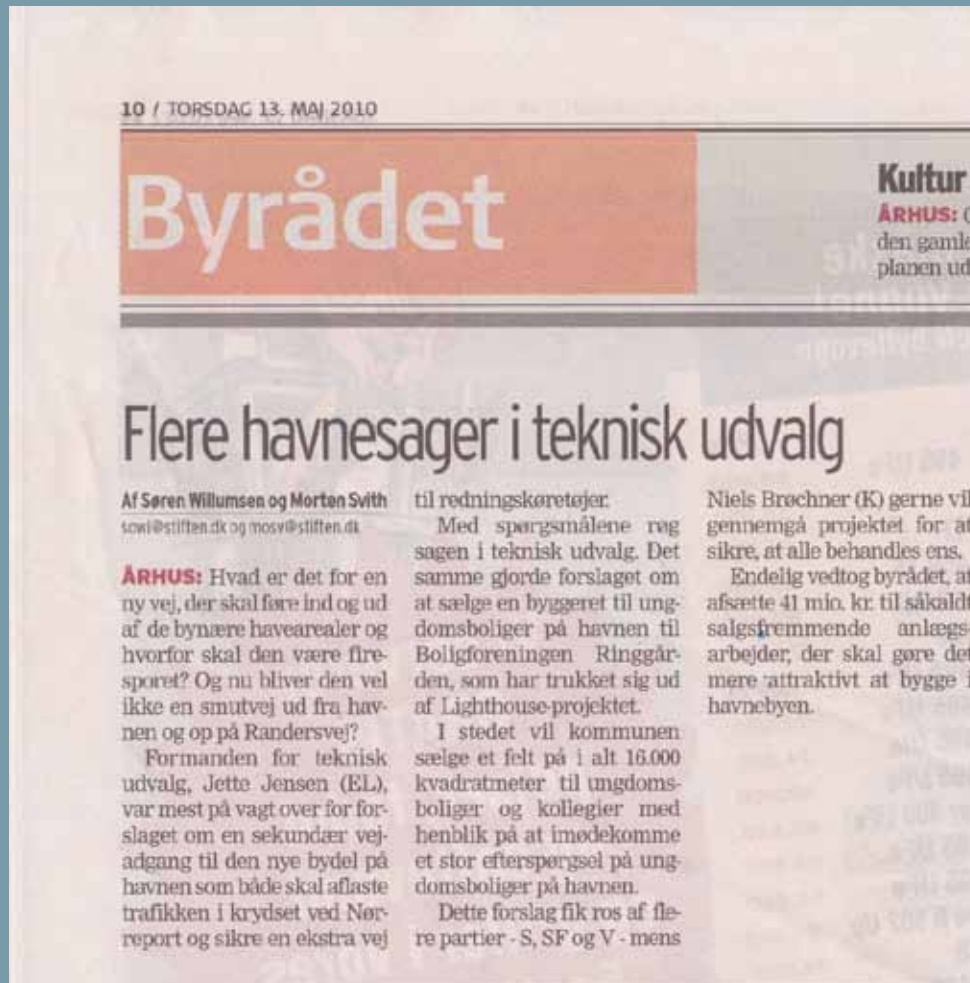 10 / TORSDAG 13. MAJ 2010
Byrådet
Kultur
ÅRHUS:
den gamle
planen ud
Flere havnesager i teknisk udvalg
Af Søren Willumsen og Morten Svith
sowi@stiften.dk og mosv@stiften.dk
ÅRHUS: Hvad er det for en
ny vej, der skal føre ind og ud
af de bynære havearealer og
hvorfor skal den være fire-
sporet? Og nu bliver den vel
ikke en smutvej ud fra hav-
nen og op på Randersvej?
Formanden for teknisk
udvalg, Jette Jensen (EL),
var mest på vagt over for for-
slaget om en sekundær vej-
adgang til den nye bydel på
havnen som både skal aflaste
trafikken i krydset ved Nør-
report og sikre en ekstra vej
til redningskøretøjer.
Med spørgsmålene røg
sagen i teknisk udvalg. Det
samme gjorde forslaget om
at sælge en byggeret til ung-
domsboliger på havnen til
Boligforeningen Ringgår-
den, som har trukket sig ud
af Lighthouse-projektet.
I stedet vil kommunen
sælge et felt på i alt 16.000
kvadratmeter til ungdoms-
boliger og kollegier med
henblik på at imødekomme
et stor efterspørgsel på ung-
domsboliger på havnen.
Dette forslag fik ros af fle-
re partier - S, SF og V - mens
Niels Brøchner (K) gerne vil
gennemgå projektet for at
sikre, at alle behandles ens.
Endelig vedtog byrådet, at
afsætte 41 mio. kr. til såkaldt
salgsfremmende anlægs-
arbejder, der skal gøre det
mere attraktivt at bygge i
havnebyen.